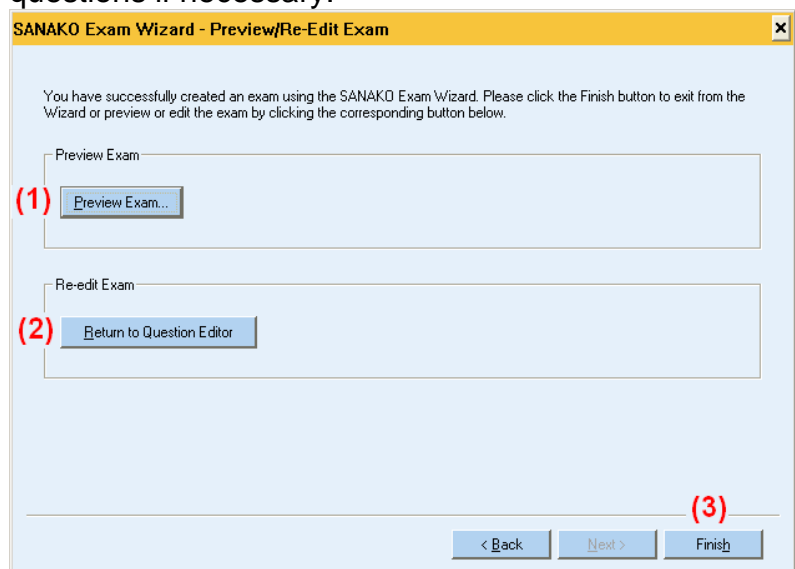 questions if necessary.
SANAKO Exam Wizard - Preview/Re-Edit Exam
You have successfully created an exam using the SANAKO Exam Wizard. Please click the Finish button to exit from the
Wizard or preview or edit the exam by clicking the corresponding button below.
Preview Exam
(1) Preview Exam...
Re-edit Exam
(2) Return to Question Editor
(3)
< Back Next > Finish